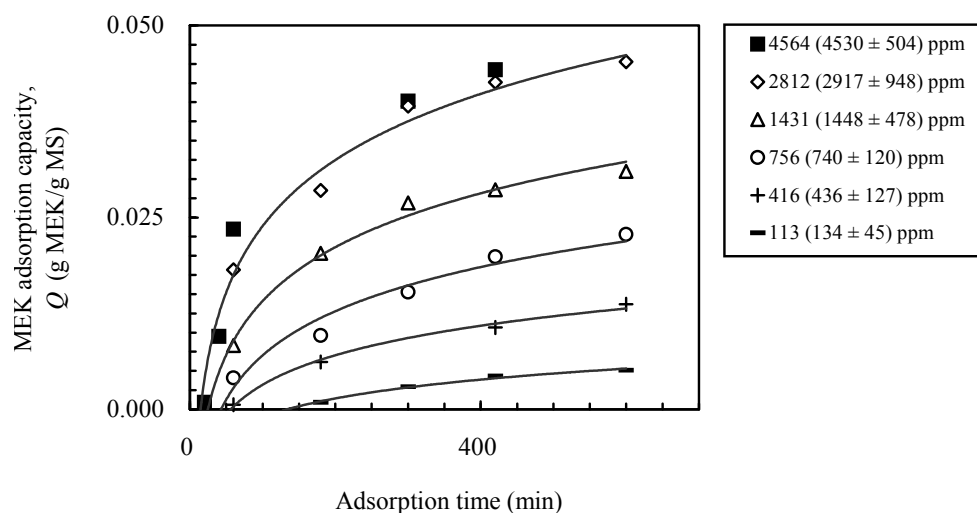 0.050
0.025
0.000
0
400
MEK adsorption capacity,
Q (g MEK/g MS)
Adsorption time (min)
4564 (4530 ± 504) ppm
2812 (2917 ± 948) ppm
1431 (1448 ± 478) ppm
756 (740 ± 120) ppm
416 (436 ± 127) ppm
113 (134 ± 45) ppm